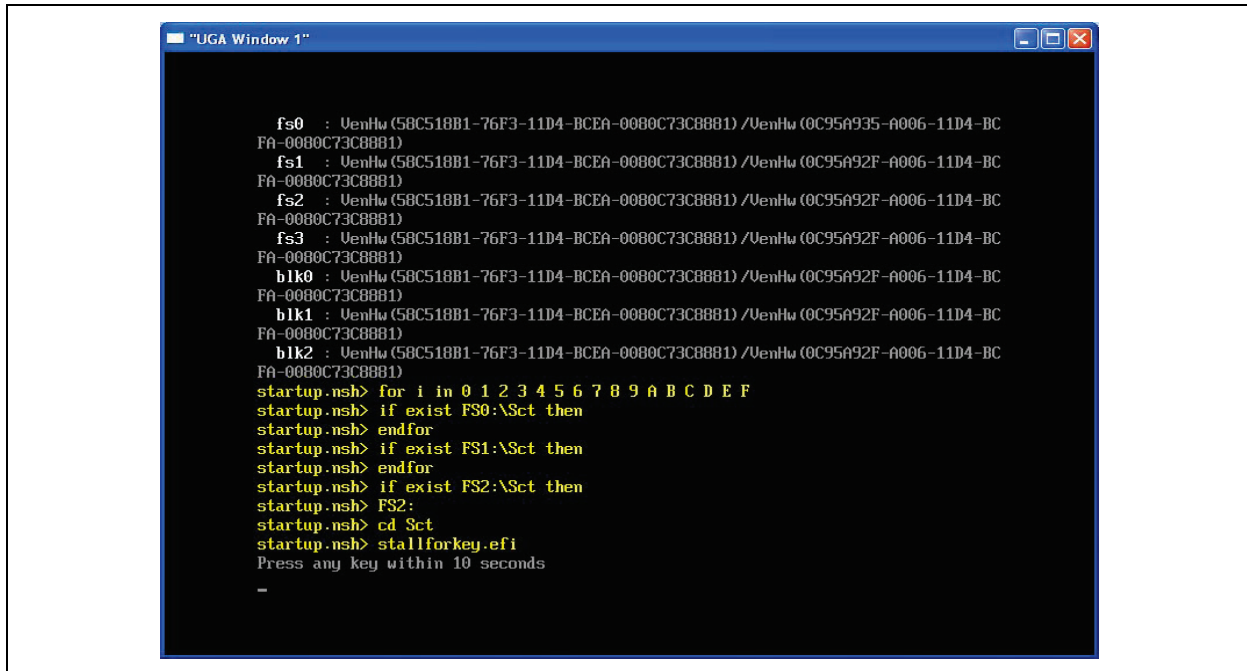 "UGA Window 1"
fs0 : VenHw(58C518B1-76F3-11D4-BCEA-0080C73C8881)/VenHw(0C95A935-A006-11D4-BC
FA-0080C73C8881)
fs1 : VenHw(58C518B1-76F3-11D4-BCEA-0080C73C8881)/VenHw(0C95A92F-A006-11D4-BC
FA-0080C73C8881)
fs2 : VenHw(58C518B1-76F3-11D4-BCEA-0080C73C8881)/VenHw(0C95A92F-A006-11D4-BC
FA-0080C73C8881)
fs3 : VenHw(58C518B1-76F3-11D4-BCEA-0080C73C8881)/VenHw(0C95A92F-A006-11D4-BC
FA-0080C73C8881)
blk0 : VenHw(58C518B1-76F3-11D4-BCEA-0080C73C8881)/VenHw(0C95A92F-A006-11D4-BC
FA-0080C73C8881)
blk1 : VenHw(58C518B1-76F3-11D4-BCEA-0080C73C8881)/VenHw(0C95A92F-A006-11D4-BC
FA-0080C73C8881)
blk2 : VenHw(58C518B1-76F3-11D4-BCEA-0080C73C8881)/VenHw(0C95A92F-A006-11D4-BC
FA-0080C73C8881)
startup.nsh> for i in 0 1 2 3 4 5 6 7 8 9 A B C D E F
startup.nsh> if exist FS0:\Sct then
startup.nsh> endfor
startup.nsh> if exist FS1:\Sct then
startup.nsh> endfor
startup.nsh> if exist FS2:\Sct then
startup.nsh> FS2:
startup.nsh> cd Sct
startup.nsh> stallforkey.efi
Press any key within 10 seconds
_